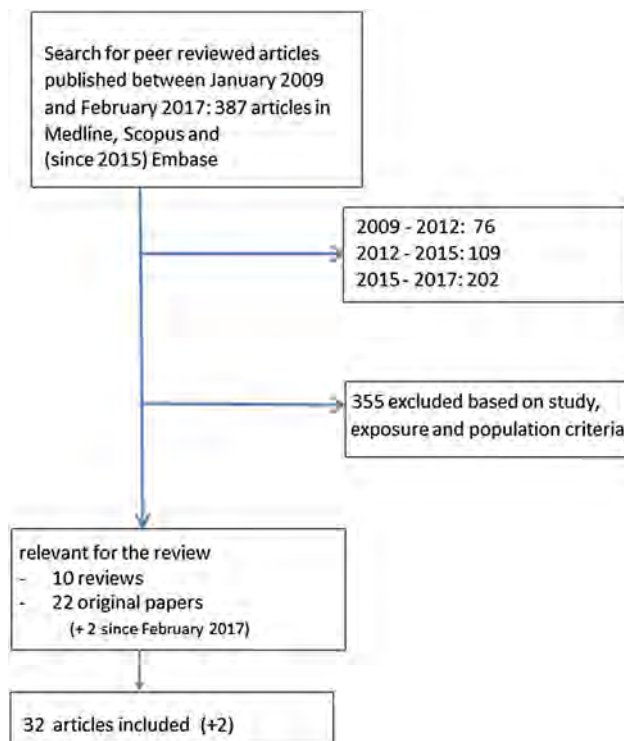 Search for peer reviewed articles
published between January 2009
and February 2017: 387 articles in
Medline, Scopus and
(since 2015) Embase
2009 - 2012: 76
2012 - 2015: 109
2015 - 2017: 202
355 excluded based on study,
exposure and population criteria
relevant for the review
- 10 reviews
- 22 original papers
(+ 2 since February 2017)
32 articles included (+2)